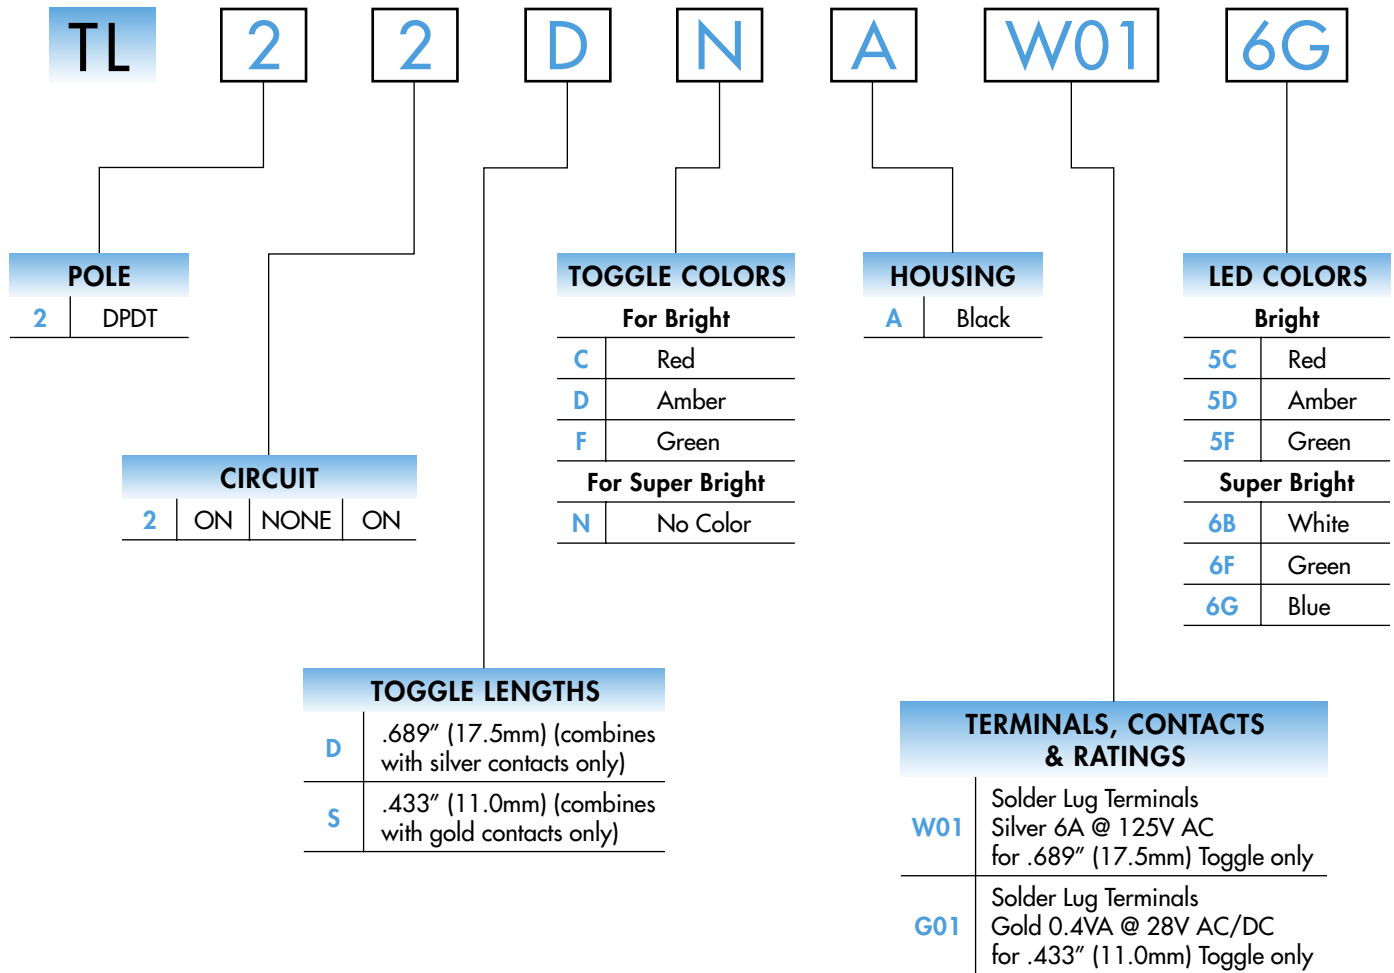 TL 2 2 D N A W01 6G
POLE
2 DPDT
CIRCUIT
2 ON NONE ON
TOGGLE LENGTHS
D .689" (17.5mm) (combines
with silver contacts only)
S .433" (11.0mm) (combines
with gold contacts only)
TOGGLE COLORS
For Bright
C Red
D Amber
F Green
For Super Bright
N No Color
HOUSING
A Black
TERMINALS, CONTACTS
& RATINGS
W01 Solder Lug Terminals
Silver 6A @ 125V AC
for .689" (17.5mm) Toggle only
G01 Solder Lug Terminals
Gold 0.4VA @ 28V AC/DC
for .433" (11.0mm) Toggle only
LED COLORS
Bright
5C Red
5D Amber
5F Green
Super Bright
6B White
6F Green
6G Blue